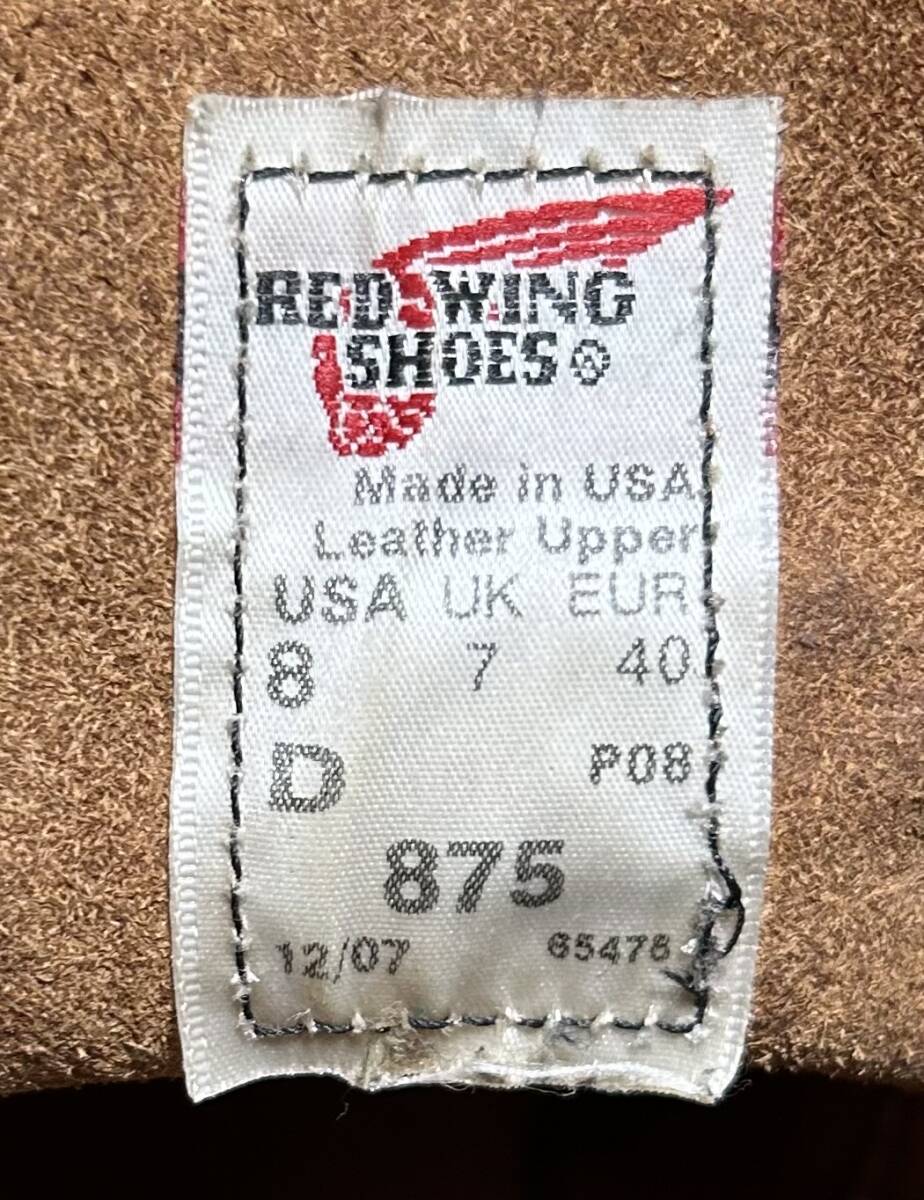 RED WING
SHOES®
Made in USA
Leather Upper
USA UK EUR
8 7 40
D P08
875
12/07 65478